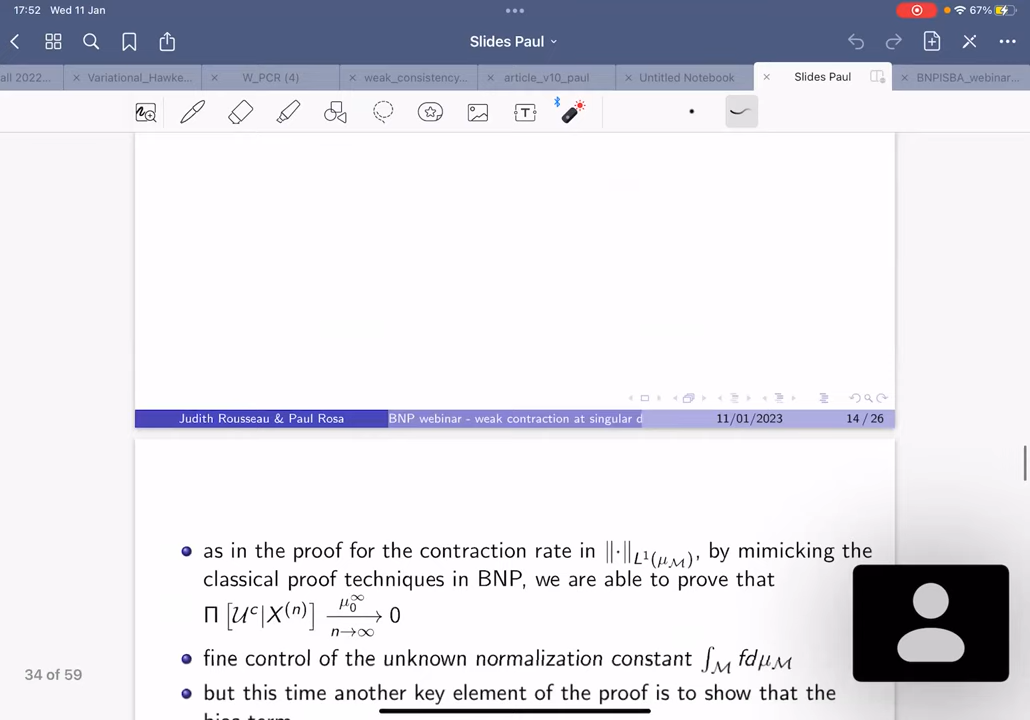 17:52 Wed 11 Jan
67%
Slides Paul
all 2022...
Variational_Hawke...
W_PCR (4)
weak_consistency...
article_v10_paul
Untitled Notebook
Slides Paul
BNPISBA_webinar...
Judith Rousseau & Paul Rosa BNP webinar - weak contraction at singular d 11/01/2023 14 / 26
as in the proof for the contraction rate in ‖·‖_{L¹(μ_ℳ)}, by mimicking the
classical proof techniques in BNP, we are able to prove that
Π [𝒰ᶜ|X⁽ⁿ⁾] \xrightarrow[n→∞]{μ₀^∞} 0
fine control of the unknown normalization constant ∫_ℳ fdμ_ℳ
but this time another key element of the proof is to show that the
34 of 59